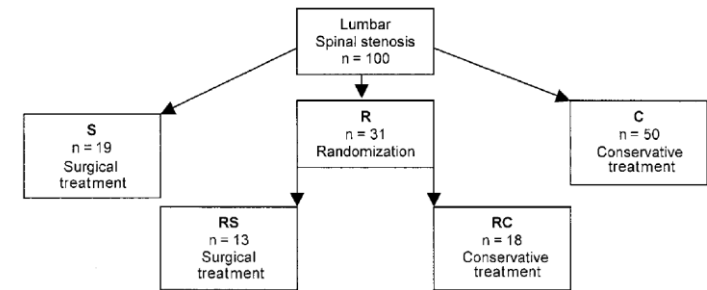 Lumbar
Spinal stenosis
n = 100
S
n = 19
Surgical
treatment
R
n = 31
Randomization
C
n = 50
Conservative
treatment
RS
n = 13
Surgical
treatment
RC
n = 18
Conservative
treatment